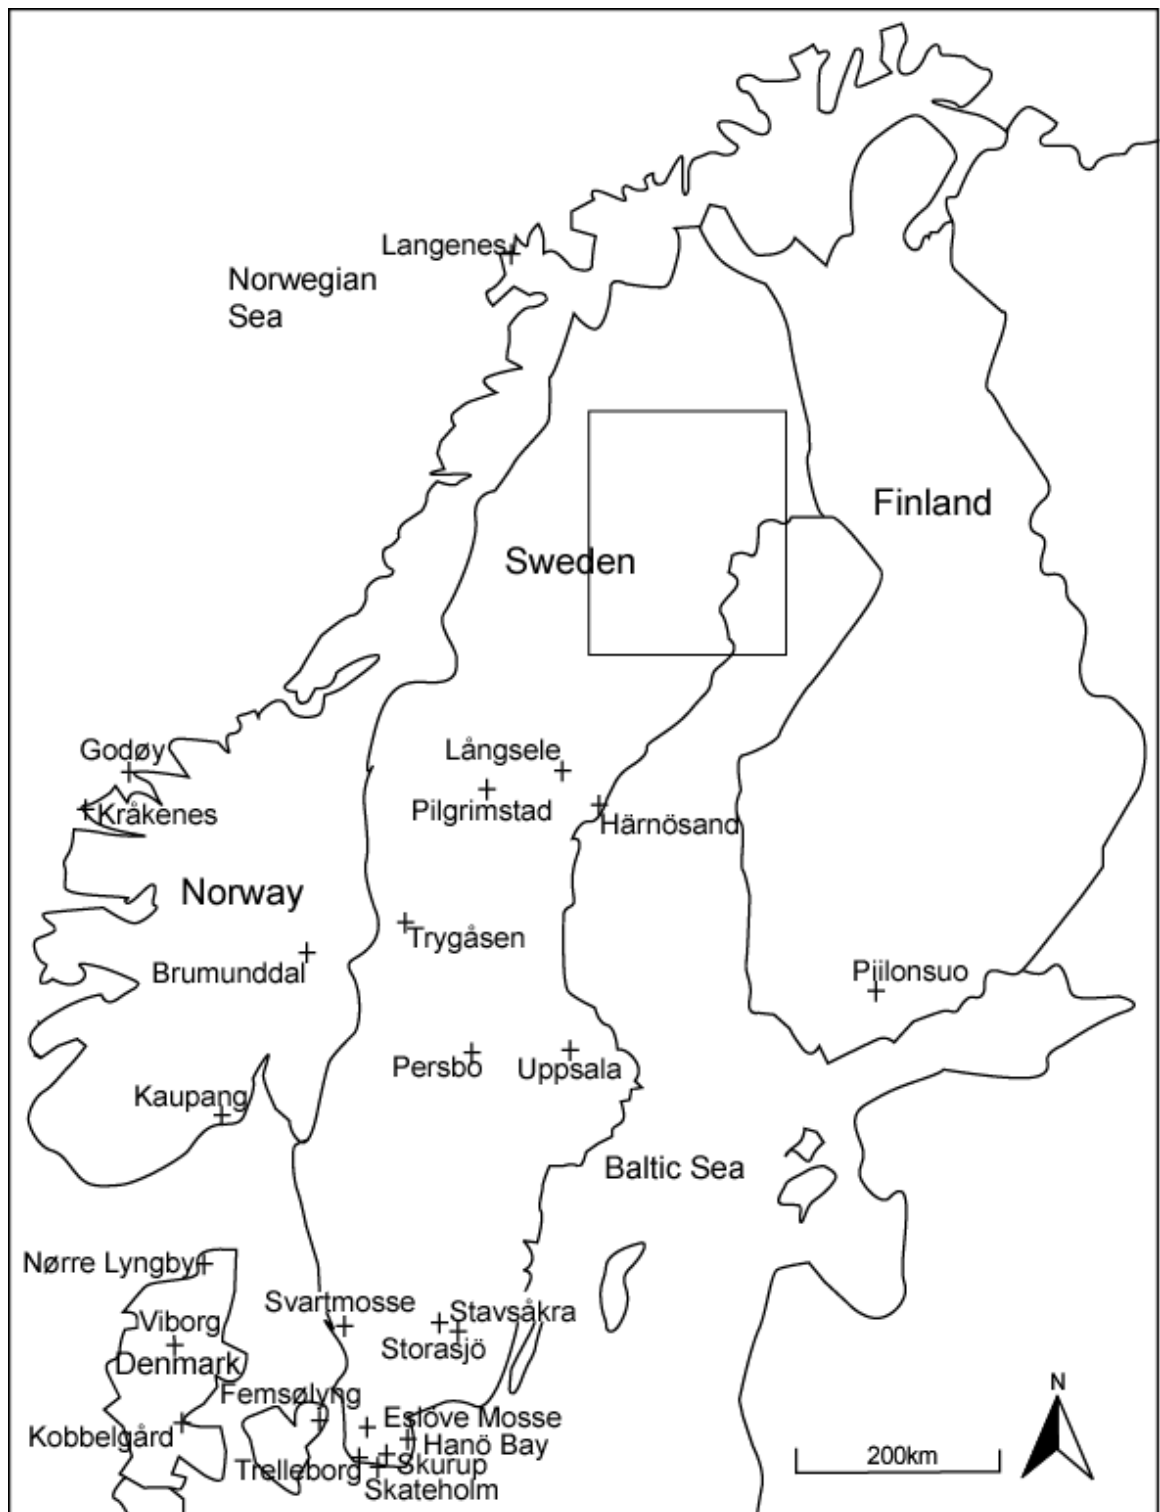 Langenes
Norwegian
Sea
Finland
Sweden
Godøy
Långsele
Kråkenes
Pilgrimstad
Härnösand
Norway
Trygåsen
Brumunddal
Piilonsuo
Persbo
Uppsala
Kaupang
Baltic Sea
Nørre Lyngby
Svartmosse
Stavsåkra
Viborg
Storasjö
Denmark
Femsølyng
N
Eslöve Mosse
Kobbelgård
Hanö Bay
200km
Trelleborg
Skurup
Skateholm